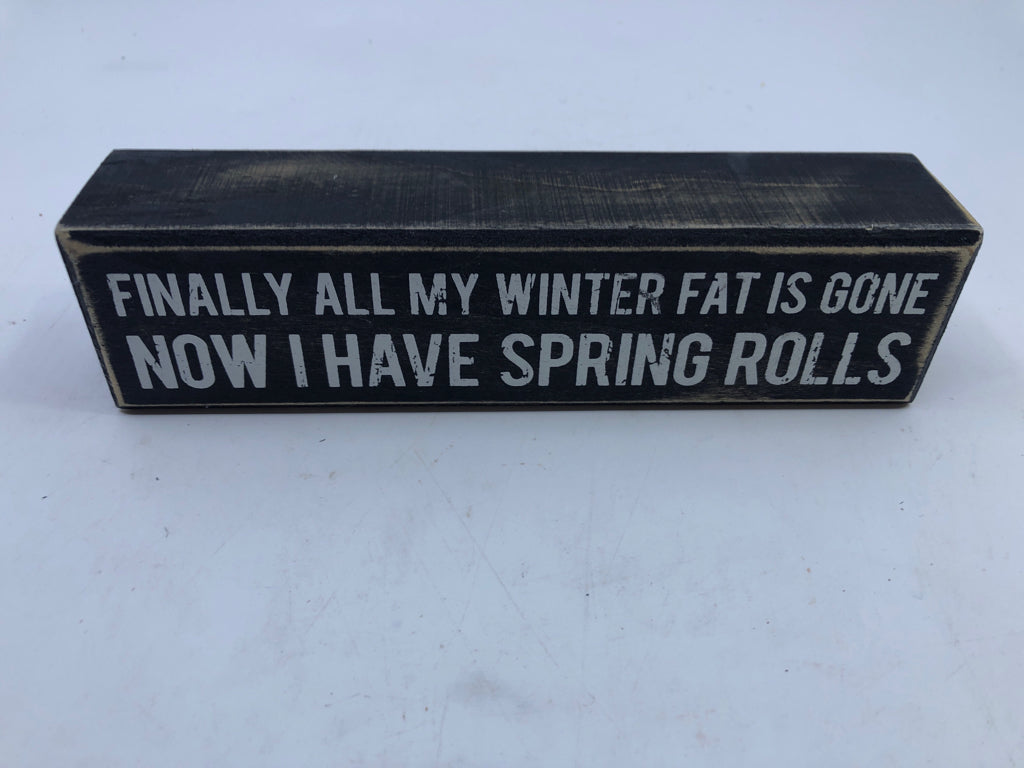 FINALLY ALL MY WINTER FAT IS GONE
NOW I HAVE SPRING ROLLS